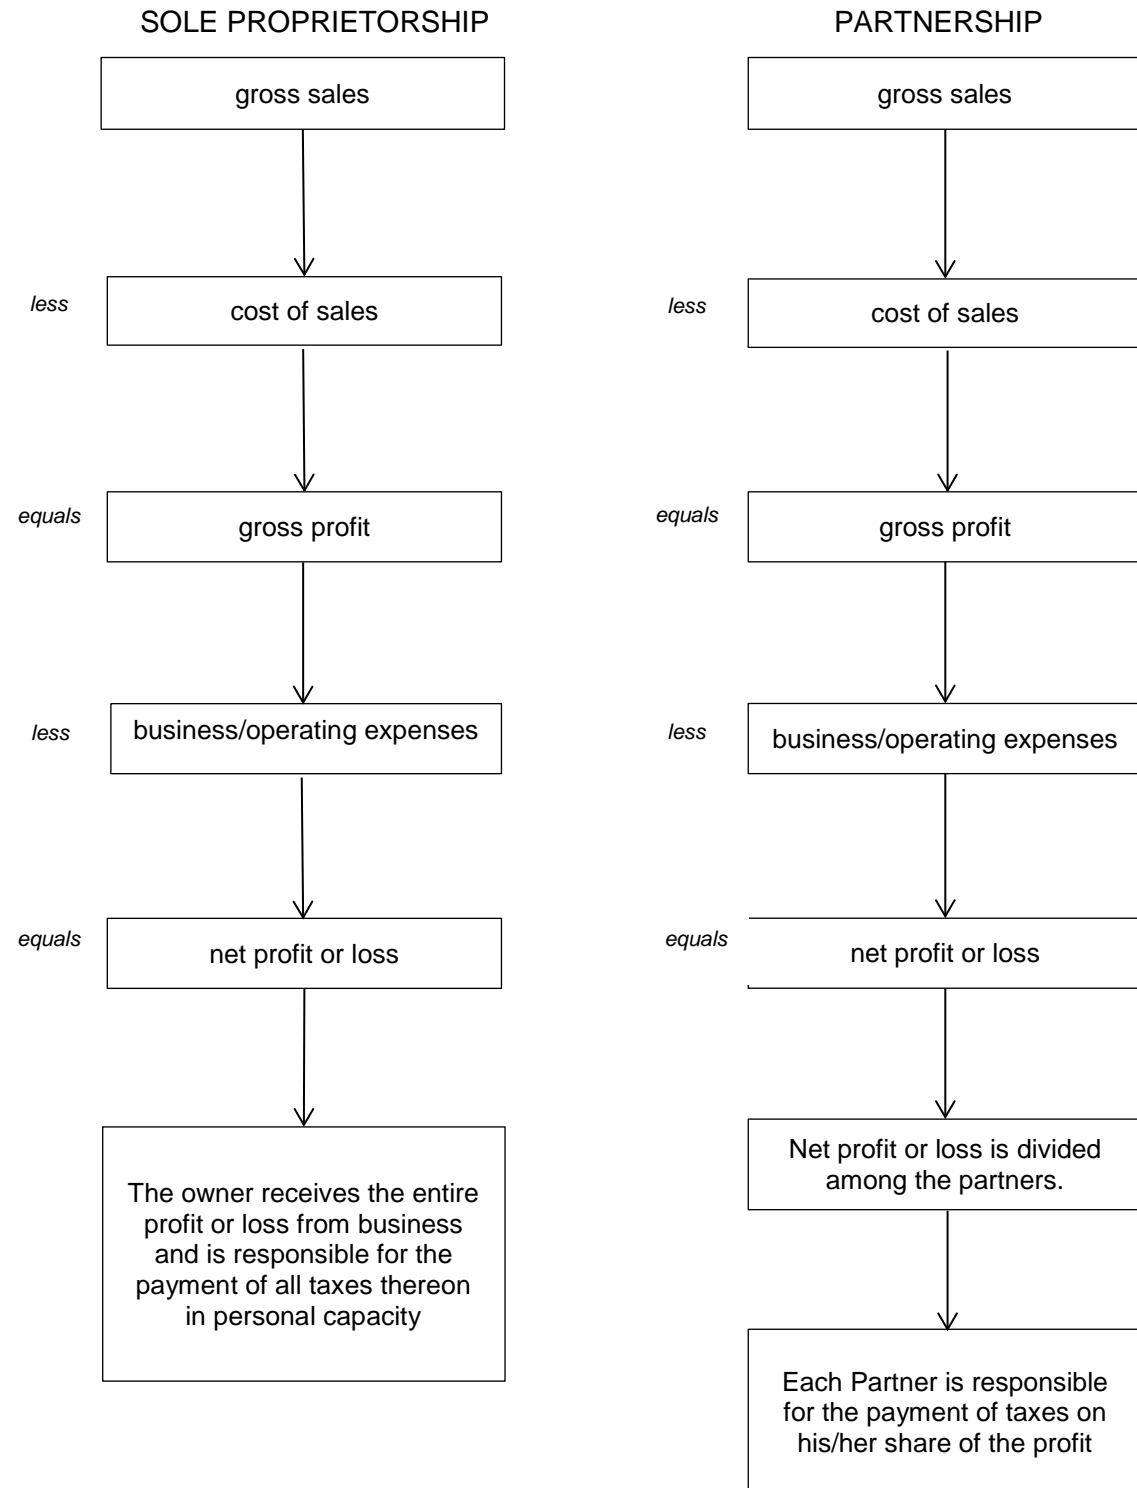 SOLE PROPRIETORSHIP
gross sales
less
cost of sales
equals
gross profit
less
business/operating expenses
equals
net profit or loss
The owner receives the entire
profit or loss from business
and is responsible for the
payment of all taxes thereon
in personal capacity
PARTNERSHIP
gross sales
less
cost of sales
equals
gross profit
less
business/operating expenses
equals
net profit or loss
Net profit or loss is divided
among the partners.
Each Partner is responsible
for the payment of taxes on
his/her share of the profit